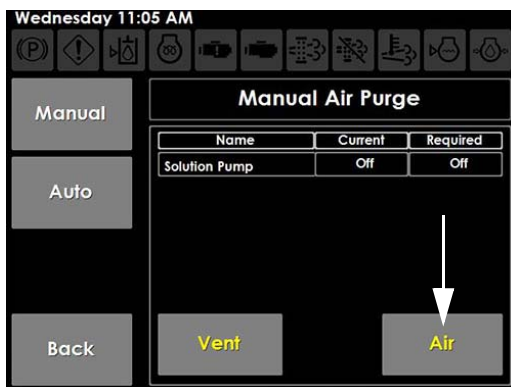 Wednesday 11:05 AM
(P)
Manual
Manual Air Purge
Name Current Required
Solution Pump Off Off
Auto
Vent Air
Back